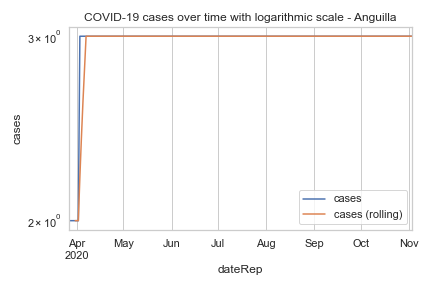 COVID-19 cases over time with logarithmic scale - Anguilla
3 × 10⁰
cases
2 × 10⁰
cases
cases (rolling)
Apr May Jun Jul Aug Sep Oct Nov
2020
dateRep